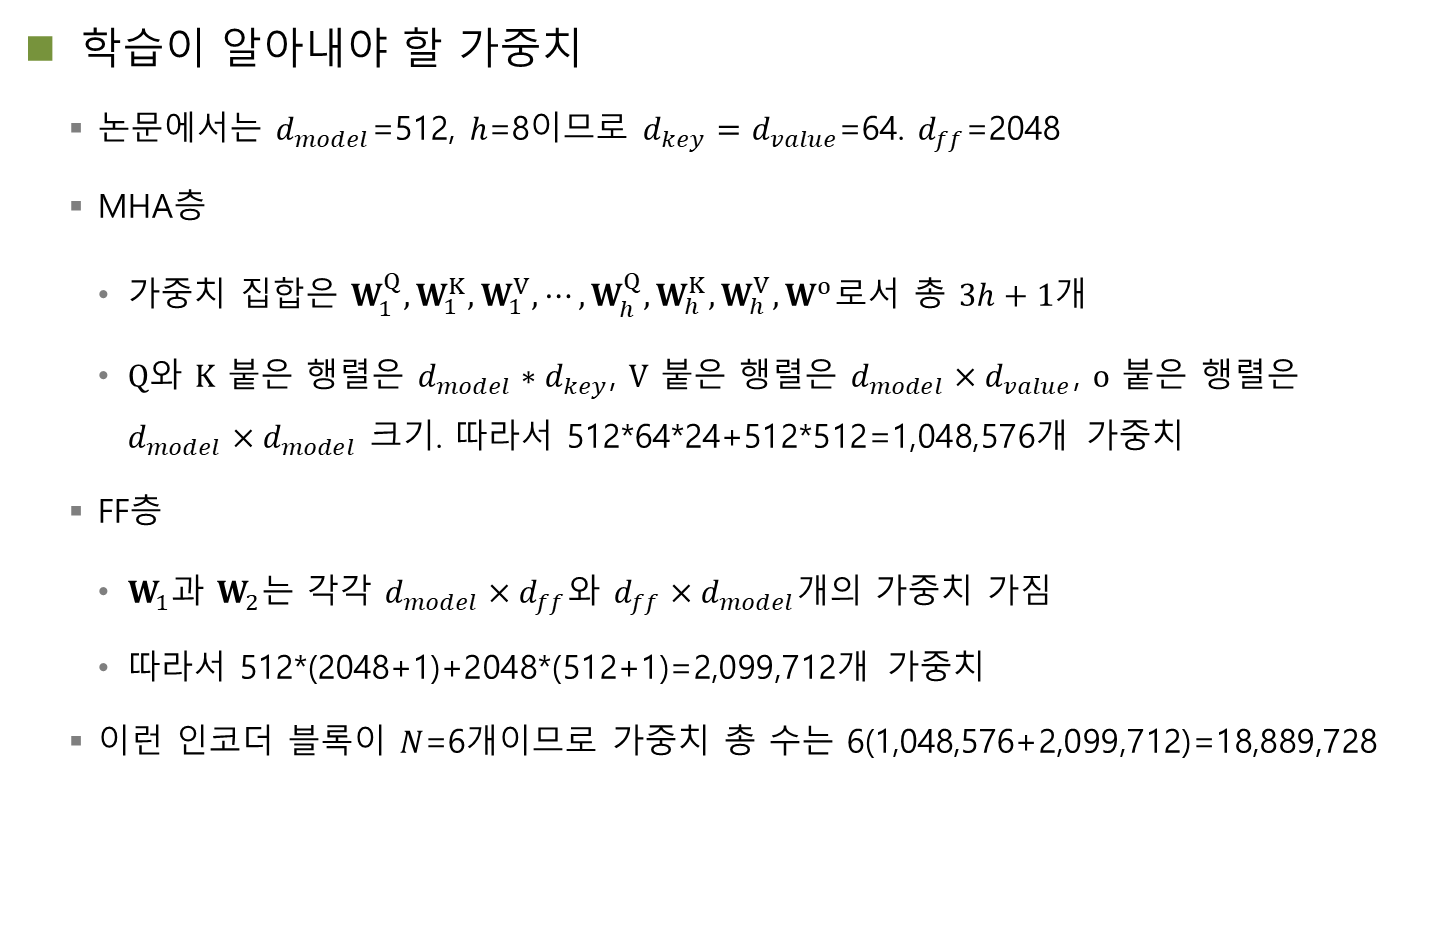 학습이 알아내야 할 가중치
논문에서는 d_model=512, h=8이므로 d_key = d_value=64. d_ff=2048
MHA층
가중치 집합은 W_1^Q, W_1^K, W_1^V, ⋯, W_h^Q, W_h^K, W_h^V, W^o로서 총 3h + 1개
Q와 K 붙은 행렬은 d_model ∗ d_key, V 붙은 행렬은 d_model × d_value, o 붙은 행렬은
d_model × d_model 크기. 따라서 512*64*24+512*512=1,048,576개 가중치
FF층
W_1과 W_2는 각각 d_model × d_ff와 d_ff × d_model개의 가중치 가짐
따라서 512*(2048+1)+2048*(512+1)=2,099,712개 가중치
이런 인코더 블록이 N=6개이므로 가중치 총 수는 6(1,048,576+2,099,712)=18,889,728